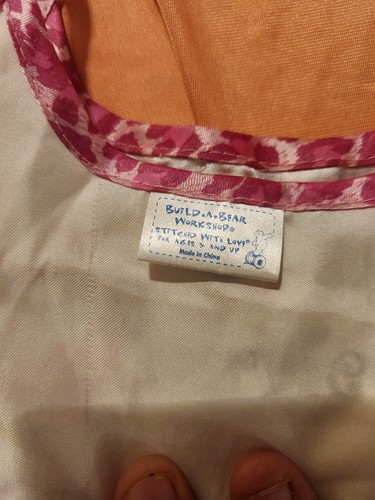 BUILD-A-BEAR
WORKSHOP®
STITCHED WITH LOVE®
FOR AGES 3 AND UP
Made in China